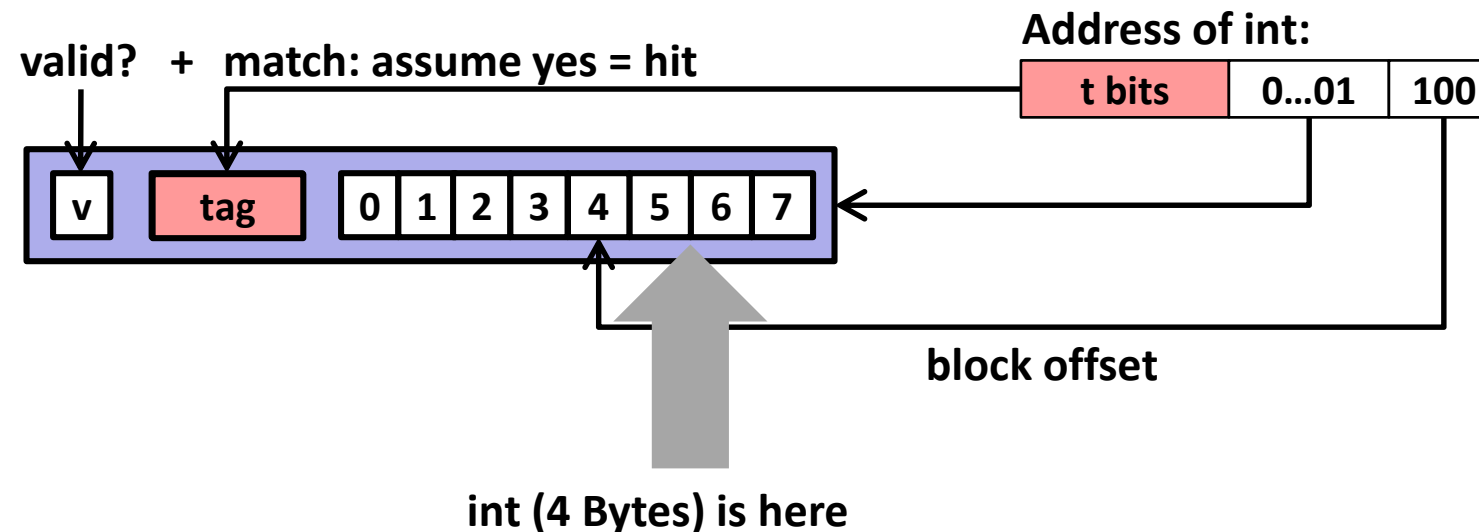 Address of int:
valid? + match: assume yes = hit
t bits 0...01 100
v tag 0 1 2 3 4 5 6 7
block offset
int (4 Bytes) is here